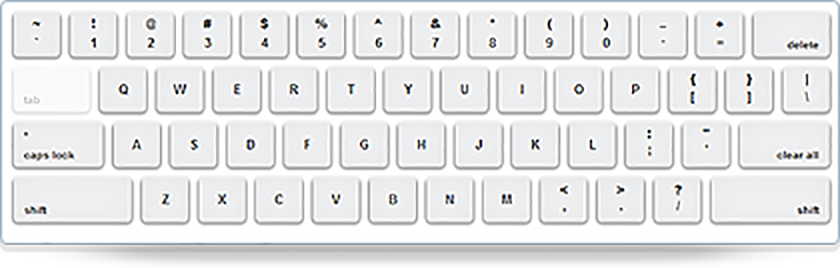 ~ ! @ # $ % ^ & * ( ) - +
` 1 2 3 4 5 6 7 8 9 0 - = delete
tab Q W E R T Y U I O P { [ } ] | \
caps lock A S D F G H J K L : ; " ' clear all
shift Z X C V B N M < , > . ? / shift